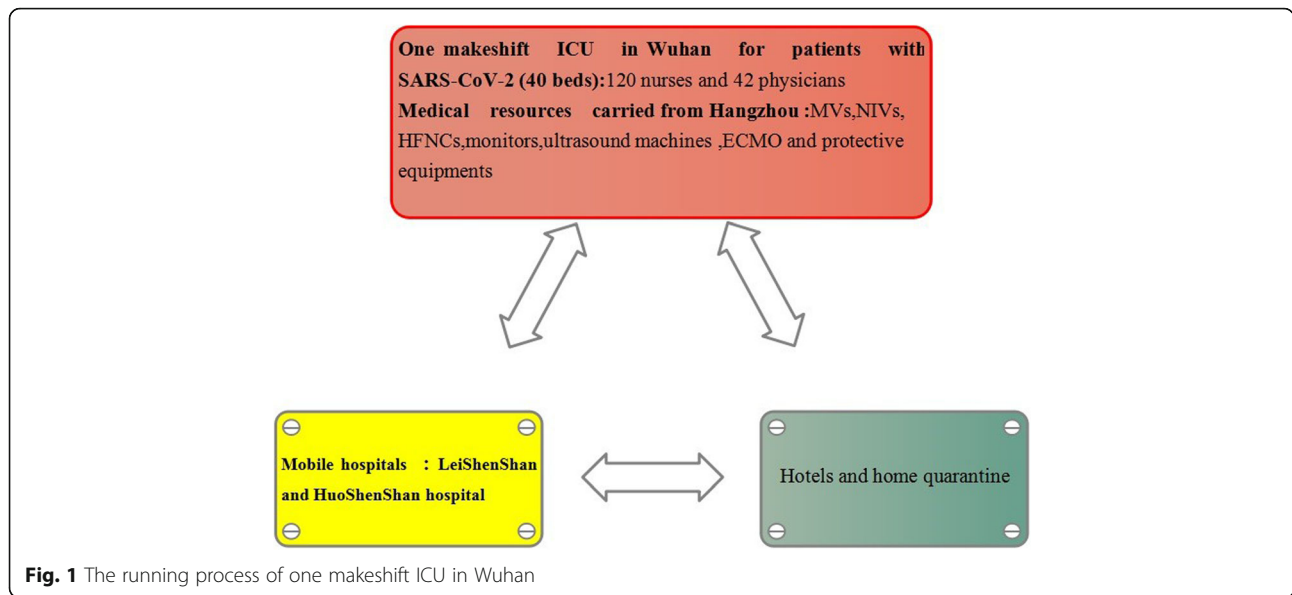 One makeshift ICU in Wuhan for patients with
SARS-CoV-2 (40 beds):120 nurses and 42 physicians
Medical resources carried from Hangzhou :MVs,NIVs,
HFNCs,monitors,ultrasound machines ,ECMO and protective
equipments
Mobile hospitals : LeiShenShan
and HuoShenShan hospital
Hotels and home quarantine
Fig. 1 The running process of one makeshift ICU in Wuhan